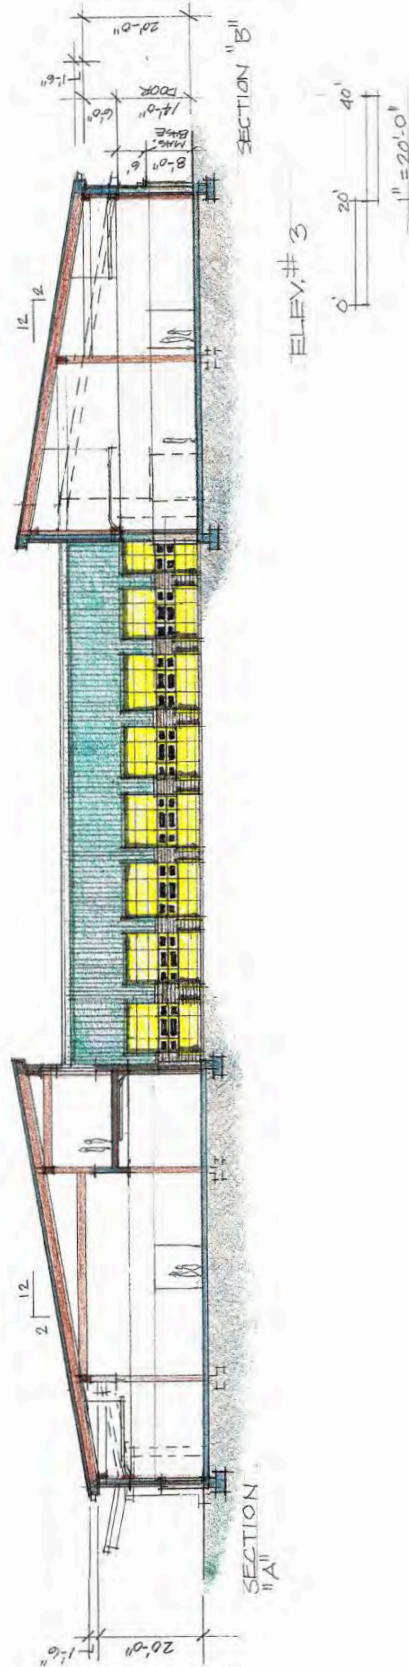 1'-6"
20'-0"
SECTION
"A"
12
2
12
2
1'-6"
20'-0"
6'-0"
14'-0"
DOOR
8'-0"
MAS.
BASE
6'
SECTION "B"
ELEV. # 3
0' 20' 40'
1" = 20'-0"